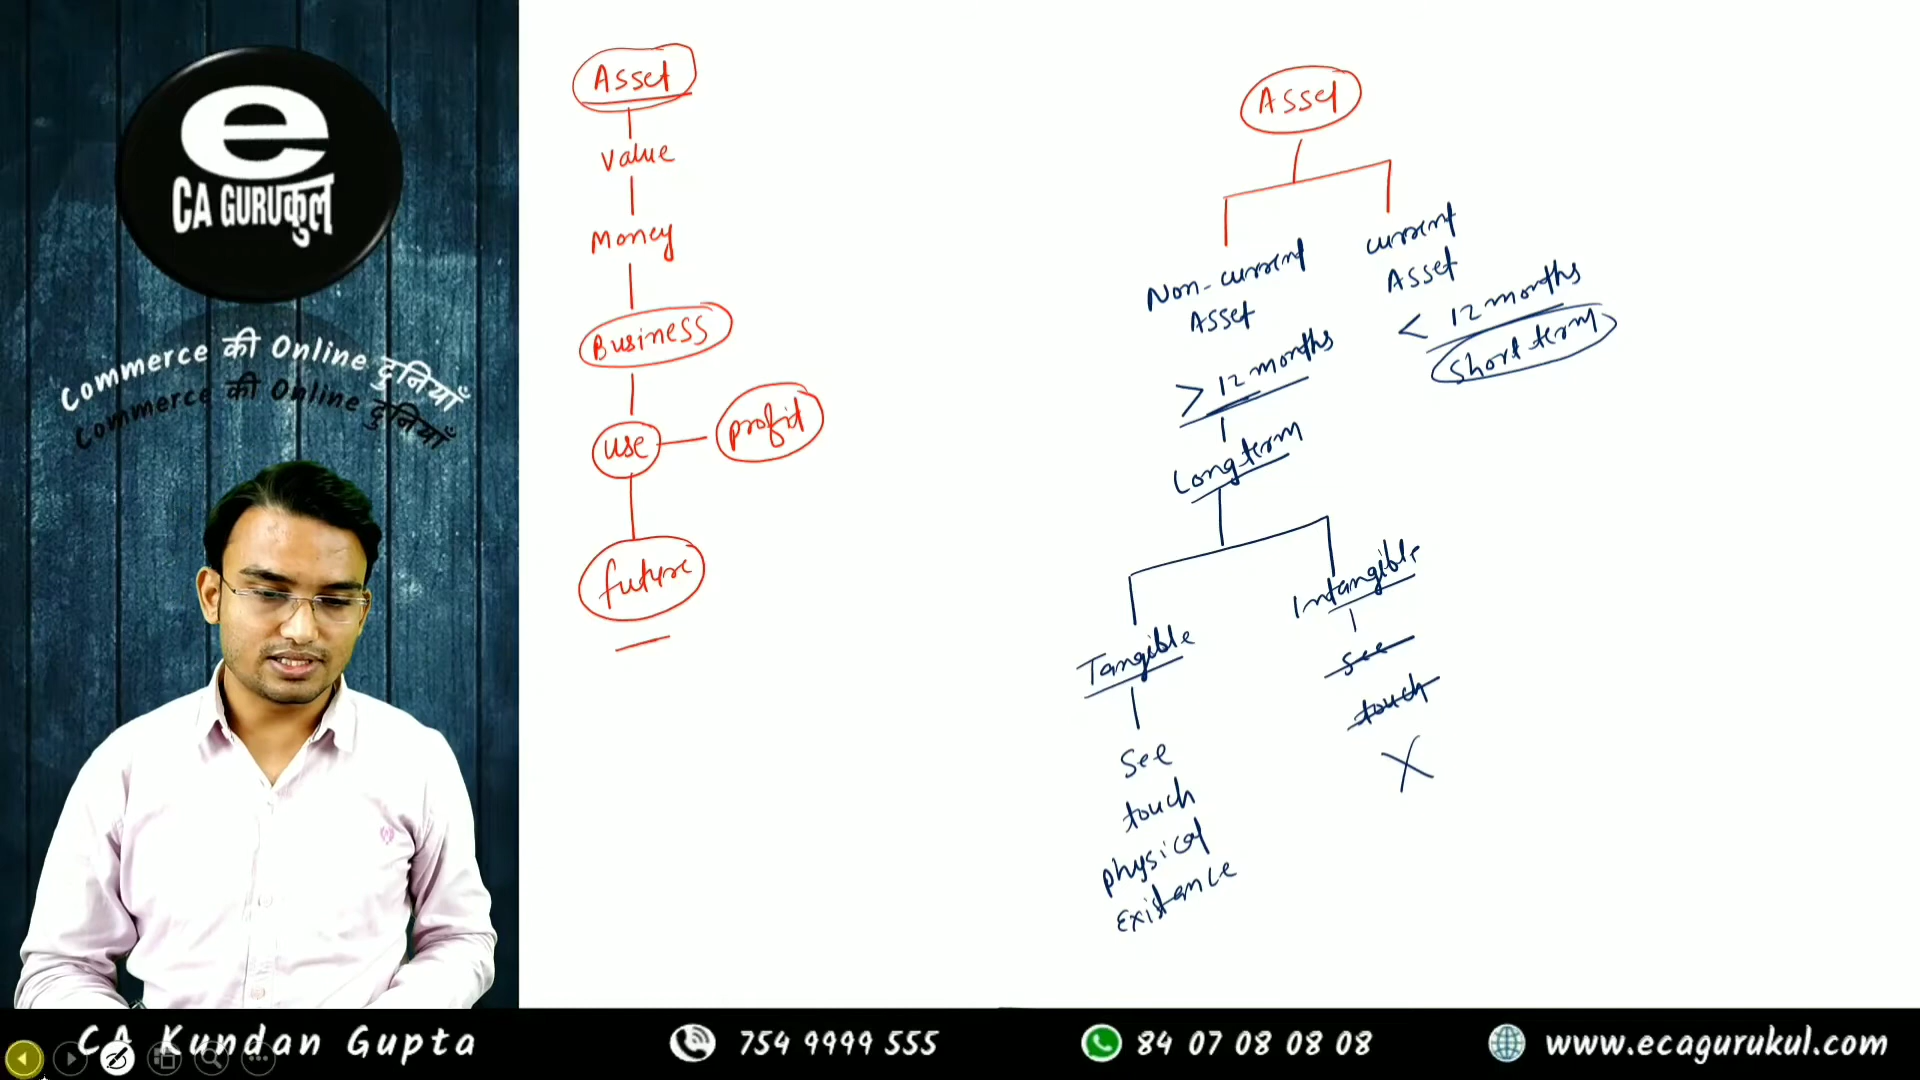 e
CA GURUकुल
Commerce की Online दुनियाँ
Commerce की Online दुनियाँ
Asset
Value
Money
Business
use
profit
future
Asset
Non-current
Asset
> 12 months
Long term
current
Asset
< 12 months
Short term
Tangible
See
touch
physical
Existance
Intangible
See
touch
X
CA Kundan Gupta
754 9999 555
84 07 08 08 08
www.ecagurukul.com